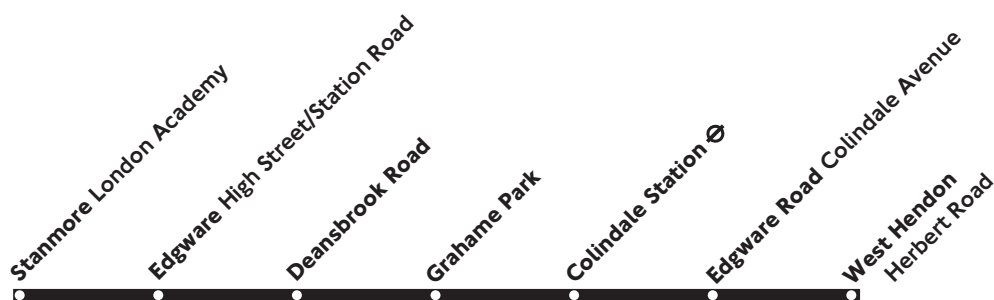 Stanmore London Academy
Edgware High Street/Station Road
Deansbrook Road
Grahame Park
Colindale Station
Edgware Road Colindale Avenue
West Hendon
Herbert Road